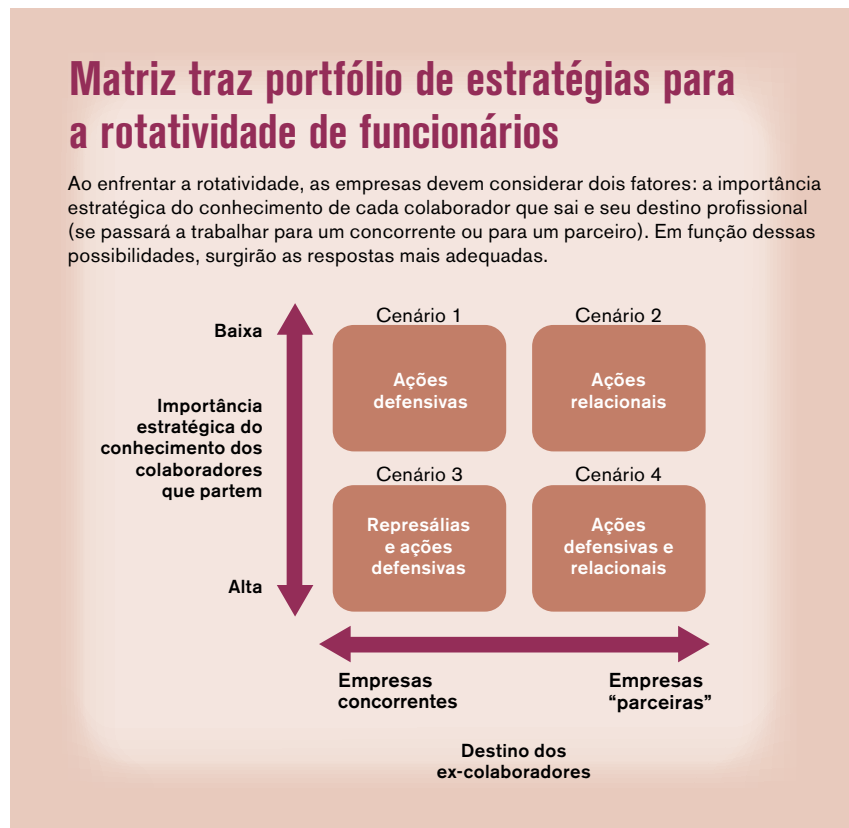 Matriz traz portfólio de estratégias para
a rotatividade de funcionários
Ao enfrentar a rotatividade, as empresas devem considerar dois fatores: a importância
estratégica do conhecimento de cada colaborador que sai e seu destino profissional
(se passará a trabalhar para um concorrente ou para um parceiro). Em função dessas
possibilidades, surgirão as respostas mais adequadas.
Baixa
Importância
estratégica do
conhecimento dos
colaboradores
que partem
Alta
Cenário 1
Ações
defensivas
Cenário 2
Ações
relacionais
Cenário 3
Represálias
e ações
defensivas
Cenário 4
Ações
defensivas e
relacionais
Empresas
concorrentes
Empresas
“parceiras”
Destino dos
ex-colaboradores